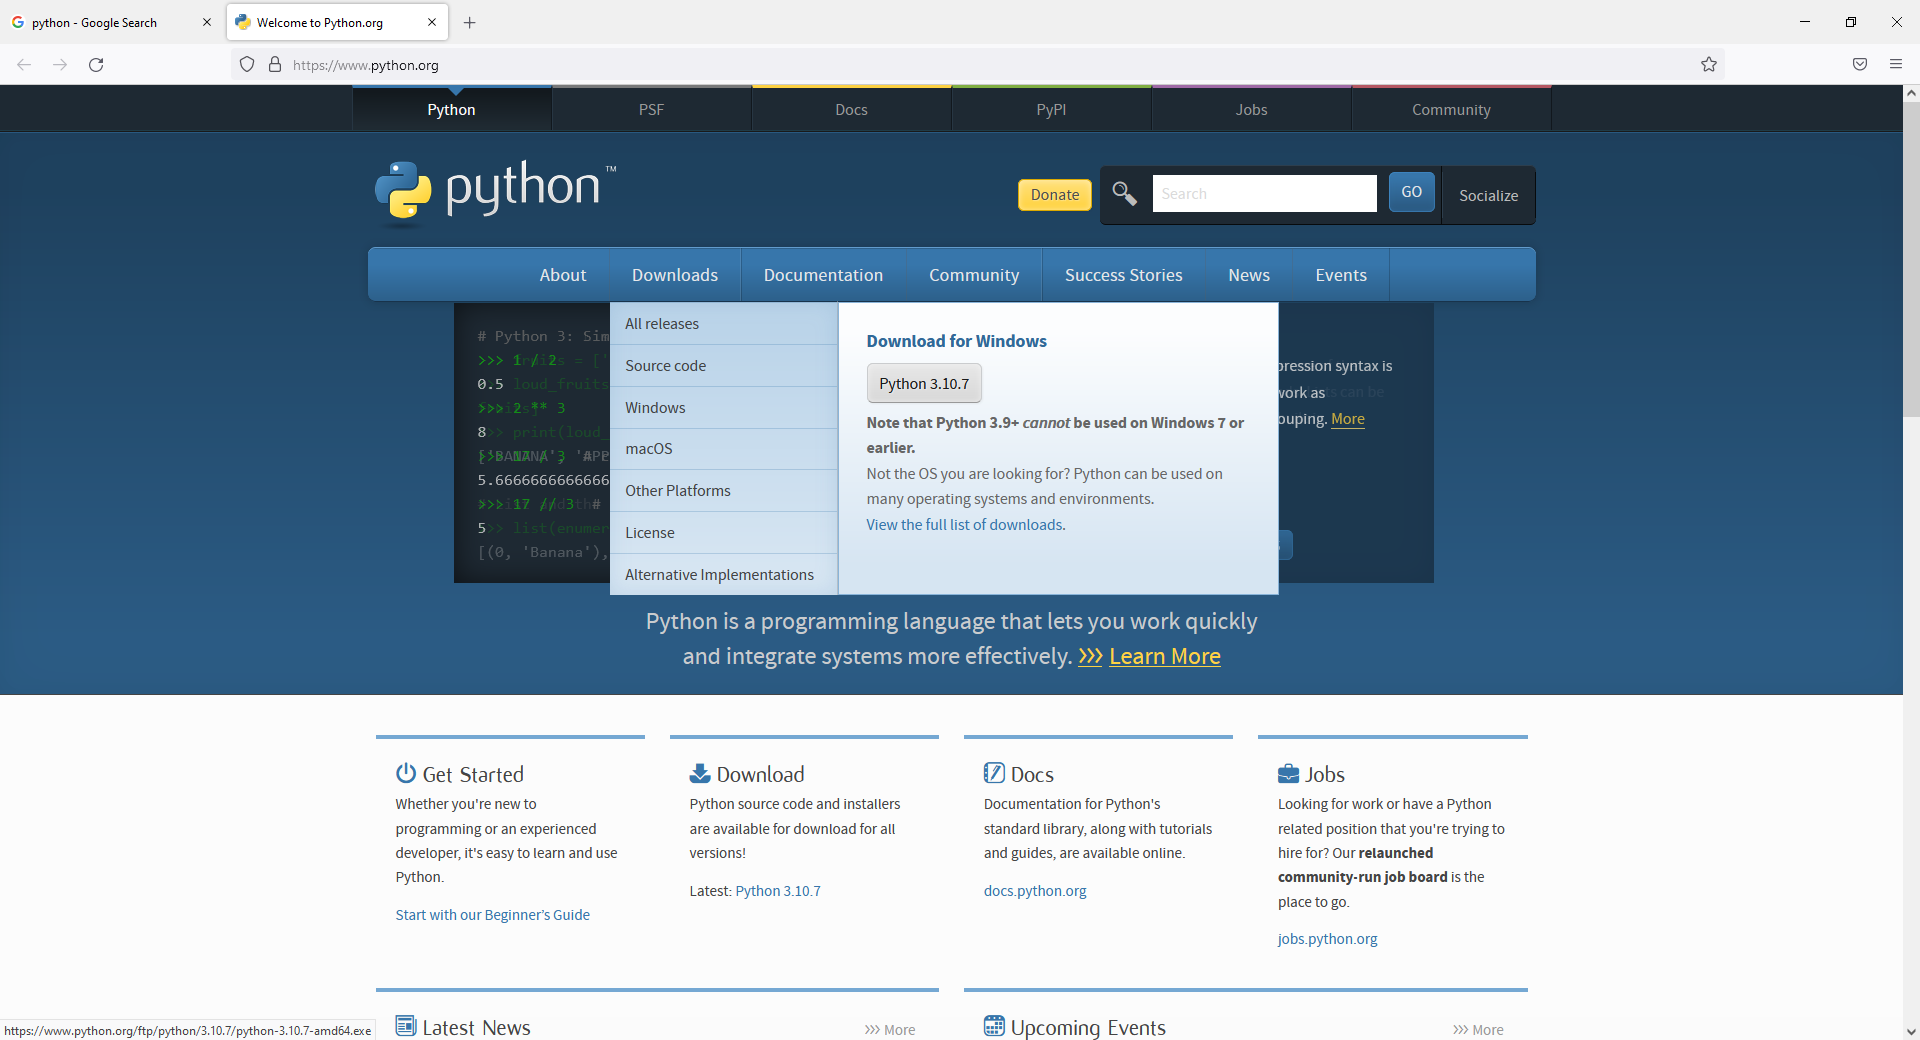 python - Google Search
Welcome to Python.org
https://www.python.org
Python
PSF
Docs
PyPI
Jobs
Community
python™
Donate
Search
GO
Socialize
About
Downloads
Documentation
Community
Success Stories
News
Events
# Python 3: Sim
>>> 1 / 2
0.5
>>> 2 ** 3
8
>>> 17 / 3
5.6666666666666
>>> 17 // 3
5
[(0, 'Banana'),
All releases
Source code
Windows
macOS
Other Platforms
License
Alternative Implementations
Download for Windows
Python 3.10.7
Note that Python 3.9+ cannot be used on Windows 7 or
earlier.
Not the OS you are looking for? Python can be used on
many operating systems and environments.
View the full list of downloads.
pression syntax is
work as
ouping. More
Python is a programming language that lets you work quickly
and integrate systems more effectively. >>> Learn More
Get Started
Whether you're new to
programming or an experienced
developer, it's easy to learn and use
Python.
Start with our Beginner’s Guide
Download
Python source code and installers
are available for download for all
versions!
Latest: Python 3.10.7
Docs
Documentation for Python's
standard library, along with tutorials
and guides, are available online.
docs.python.org
Jobs
Looking for work or have a Python
related position that you're trying to
hire for? Our relaunched
community-run job board is the
place to go.
jobs.python.org
Latest News
>>> More
Upcoming Events
>>> More
https://www.python.org/ftp/python/3.10.7/python-3.10.7-amd64.exe